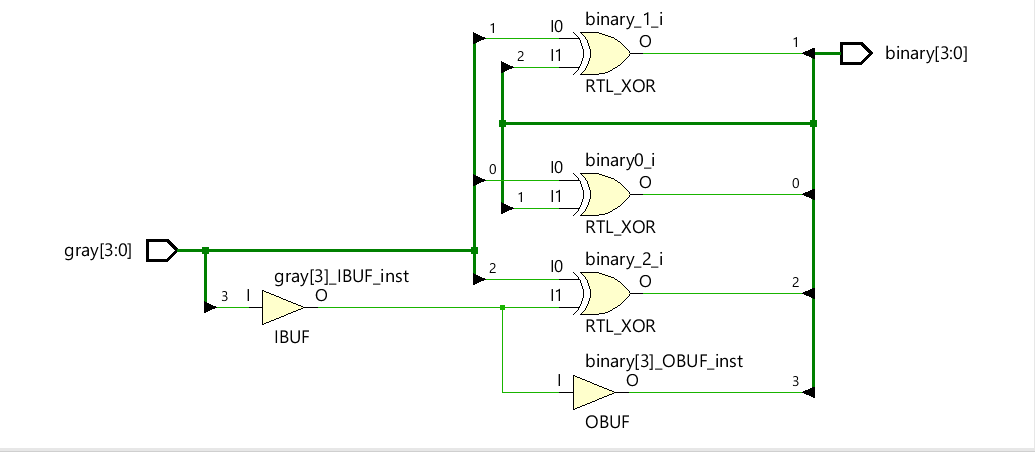 binary_1_i
1 I0 O 1 binary[3:0]
2 I1
RTL_XOR
binary0_i
0 I0 O 0
1 I1
RTL_XOR
gray[3:0]
binary_2_i
2 I0 O 2
gray[3]_IBUF_inst
3 I O I1
RTL_XOR
IBUF
binary[3]_OBUF_inst
I O 3
OBUF